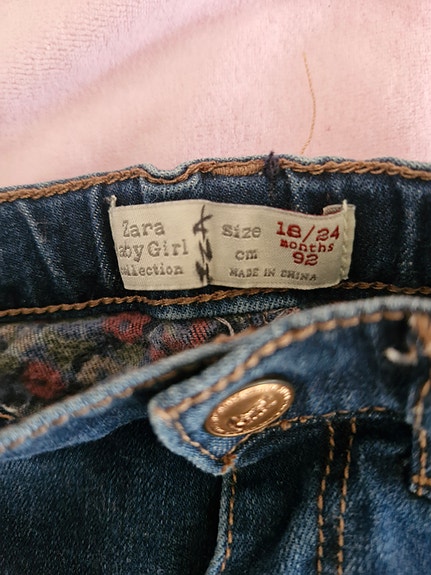 Zara
aby Girl
ollection
Size
cm
18/24
months
92
MADE IN CHINA